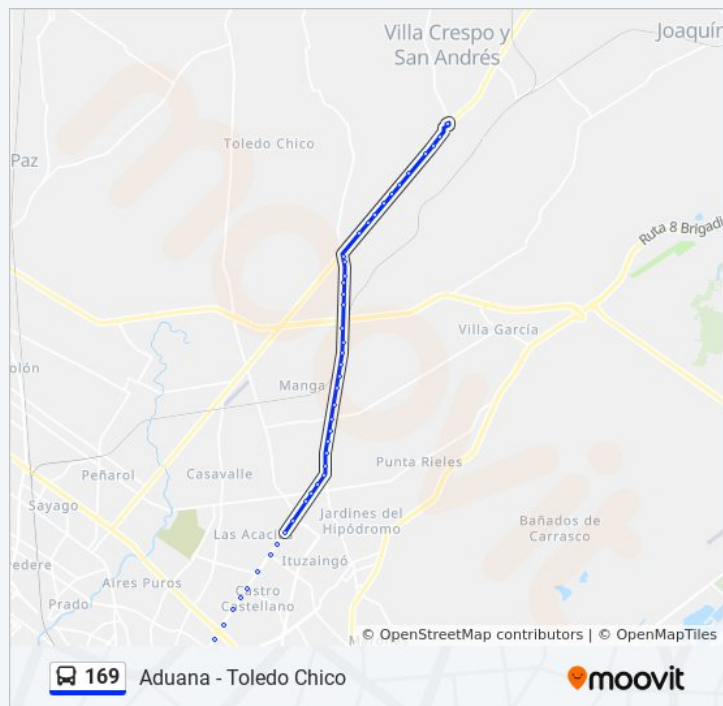 Villa Crespo y
San Andrés
Joaquín
Toledo Chico
Paz
Ruta 8 Brigadi
Villa García
olón
Manga
Peñarol
Casavalle
Punta Rieles
Sayago
Jardines del
Hipódromo
Bañados de
Carrasco
Las Acaci
Ituzaingó
vedere
Aires Puros
Castro
Castellano
Prado
© OpenStreetMap contributors | © OpenMapTiles
169 Aduana - Toledo Chico
moovit
moovit